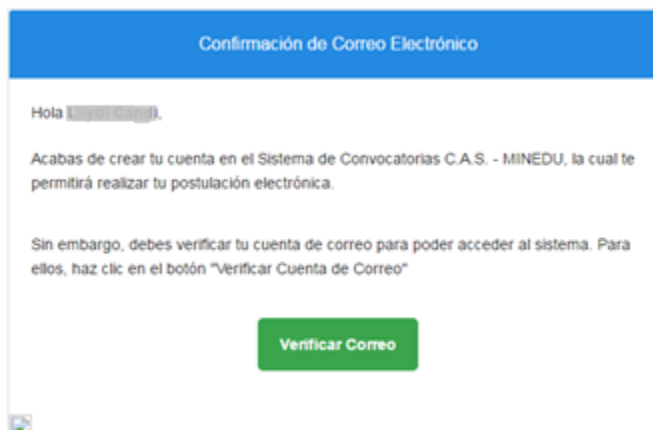 Confirmación de Correo Electrónico
Hola
Acabas de crear tu cuenta en el Sistema de Convocatorias C.A.S. - MINEDU, la cual te
permitirá realizar tu postulación electrónica.
Sin embargo, debes verificar tu cuenta de correo para poder acceder al sistema. Para
ellos, haz clic en el botón "Verificar Cuenta de Correo"
Verificar Correo